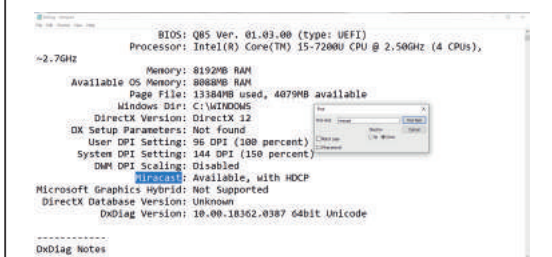 BIOS: Q85 Ver. 01.03.00 (type: UEFI)
Processor: Intel(R) Core(TM) i5-7200U CPU @ 2.50GHz (4 CPUs),
~2.7GHz
Memory: 8192MB RAM
Available OS Memory: 8088MB RAM
Page File: 13384MB used, 4079MB available
Windows Dir: C:\WINDOWS
DirectX Version: DirectX 12
DX Setup Parameters: Not found
User DPI Setting: 96 DPI (100 percent)
System DPI Setting: 144 DPI (150 percent)
DWM DPI Scaling: Disabled
Miracast: Available, with HDCP
Microsoft Graphics Hybrid: Not Supported
DirectX Database Version: Unknown
DxDiag Version: 10.00.18362.0387 64bit Unicode
------------
DxDiag Notes